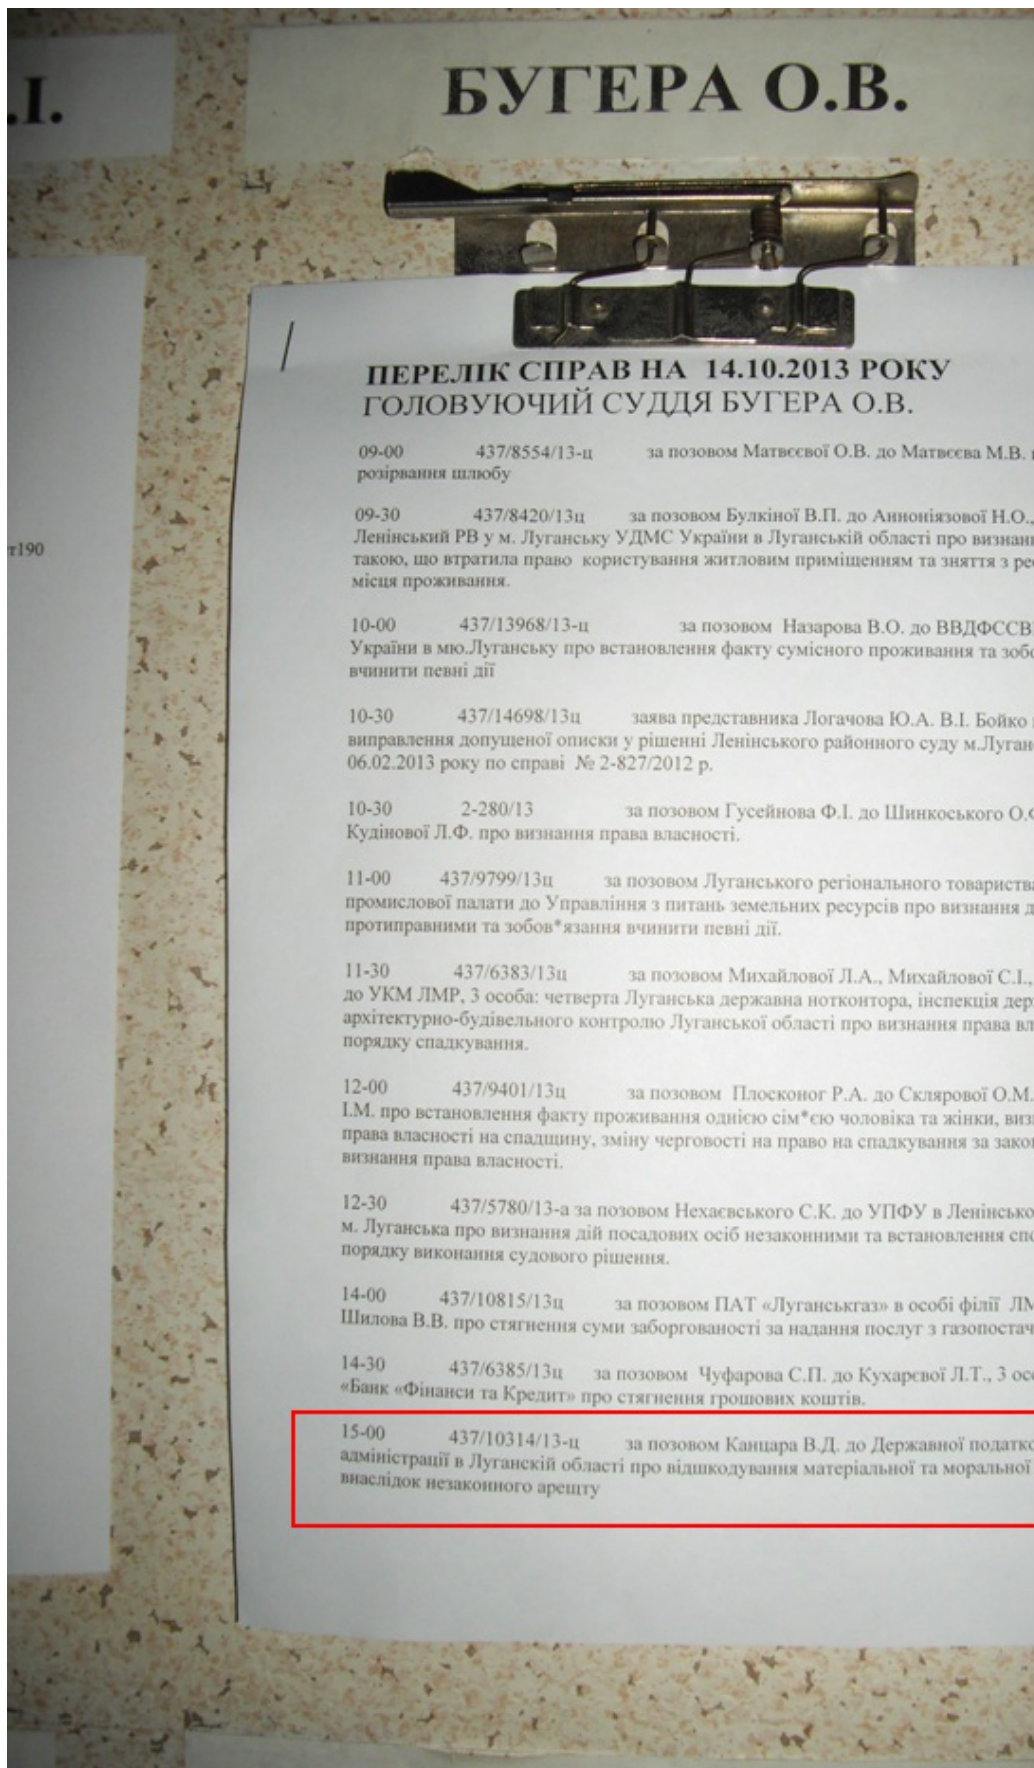 .І.
БУГЕРА О.В.
т190
ПЕРЕЛІК СПРАВ НА 14.10.2013 РОКУ
ГОЛОВУЮЧИЙ СУДДЯ БУГЕРА О.В.
09-00 437/8554/13-ц за позовом Матвєєвої О.В. до Матвєєва М.В.
розірвання шлюбу
09-30 437/8420/13ц за позовом Булкіної В.П. до Анноніязової Н.О.,
Ленінський РВ у м. Луганську УДМС України в Луганській області про визнанн
такою, що втратила право користування житловим приміщенням та зняття з ре
місця проживання.
10-00 437/13968/13-ц за позовом Назарова В.О. до ВВДФССВ
України в мю.Луганську про встановлення факту сумісного проживання та зобо
вчинити певні дії
10-30 437/14698/13ц заява представника Логачова Ю.А. В.І. Бойко
виправлення допущеної описки у рішенні Ленінського районного суду м.Луган
06.02.2013 року по справі № 2-827/2012 р.
10-30 2-280/13 за позовом Гусейнова Ф.І. до Шинкоського О.Ф
Кудінової Л.Ф. про визнання права власності.
11-00 437/9799/13ц за позовом Луганського регіонального товариства
промислової палати до Управління з питань земельних ресурсів про визнання д
протиправними та зобов*язання вчинити певні дії.
11-30 437/6383/13ц за позовом Михайлової Л.А., Михайлової С.І.,
до УКМ ЛМР, 3 особа: четверта Луганська державна нотконтора, інспекція дер
архітектурно-будівельного контролю Луганської області про визнання права вл
порядку спадкування.
12-00 437/9401/13ц за позовом Плосконог Р.А. до Склярової О.М.
І.М. про встановлення факту проживання однією сім*єю чоловіка та жінки, виз
права власності на спадщину, зміну черговості на право на спадкування за зако
визнання права власності.
12-30 437/5780/13-а за позовом Нехаєвського С.К. до УПФУ в Ленінсько
м. Луганська про визнання дій посадових осіб незаконними та встановлення спо
порядку виконання судового рішення.
14-00 437/10815/13ц за позовом ПАТ «Луганськгаз» в особі філії ЛМ
Шилова В.В. про стягнення суми заборгованості за надання послуг з газопостач
14-30 437/6385/13ц за позовом Чуфарова С.П. до Кухарєвої Л.Т., 3 осо
«Банк «Фінанси та Кредит» про стягнення грошових коштів.
15-00 437/10314/13-ц за позовом Канцара В.Д. до Державної податко
адміністрації в Луганскій області про відшкодування матеріальної та моральної
внаслідок незаконного арешту